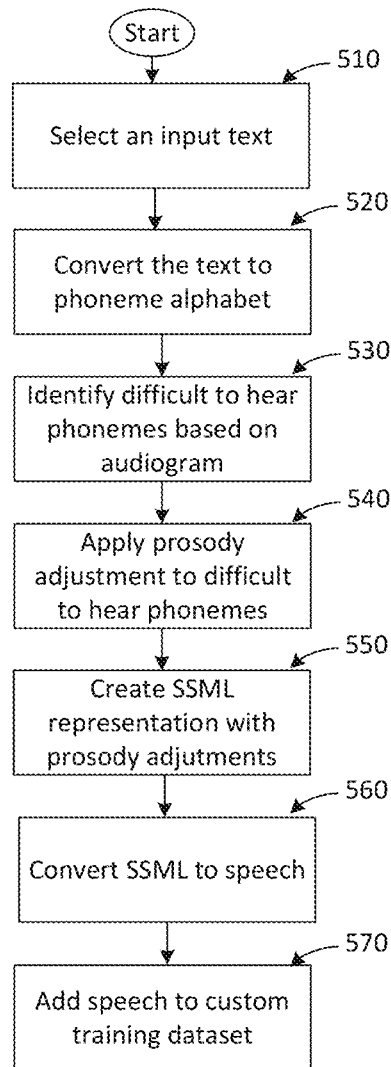 Start
510
Select an input text
520
Convert the text to
phoneme alphabet
530
Identify difficult to hear
phonemes based on
audiogram
540
Apply prosody
adjustment to difficult
to hear phonemes
550
Create SSML
representation with
prosody adjutments
560
Convert SSML to speech
570
Add speech to custom
training dataset